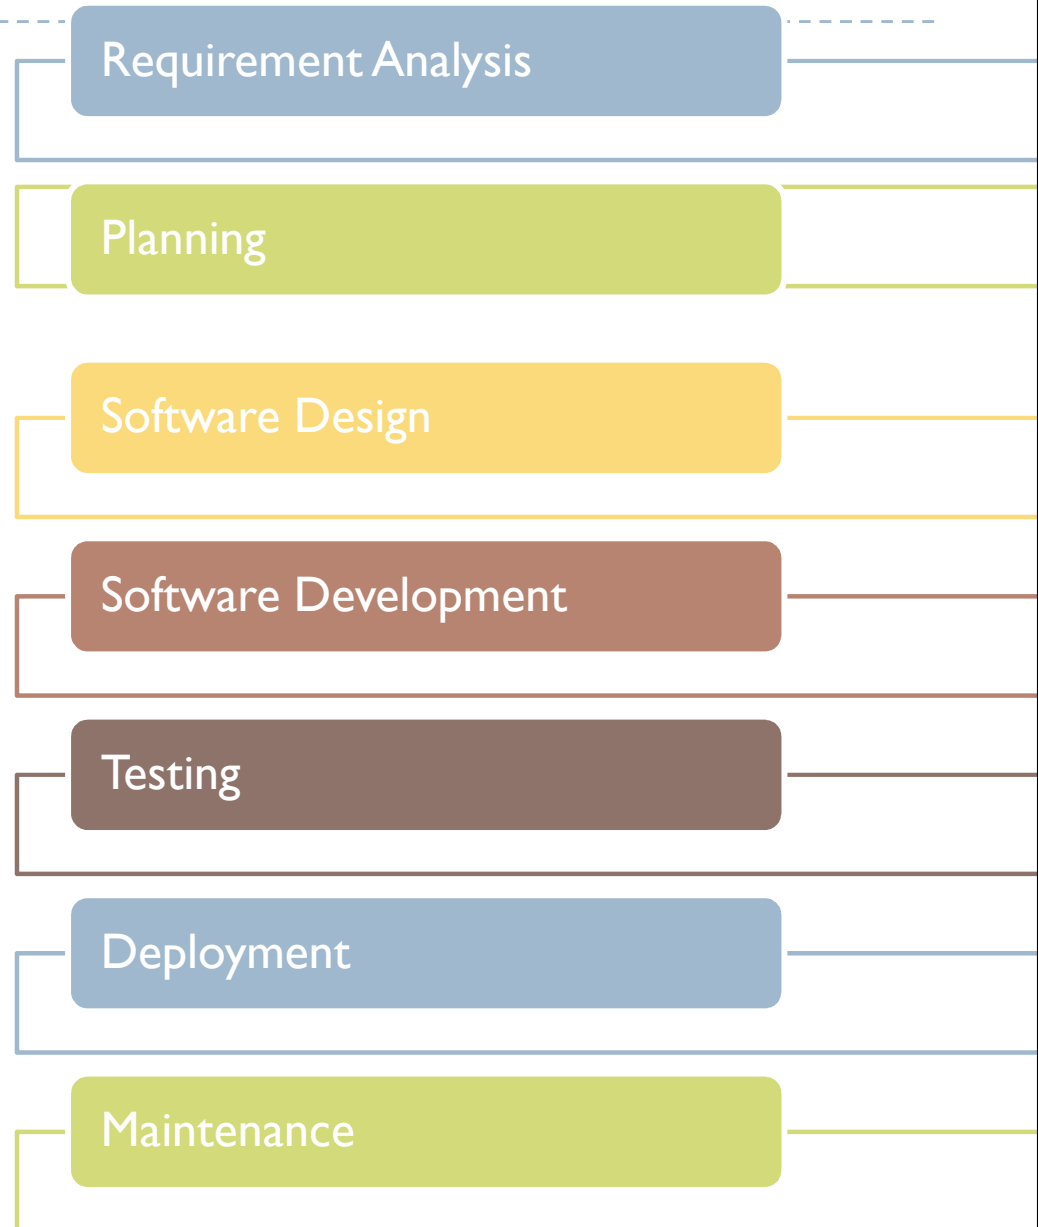 Requirement Analysis
Planning
Software Design
Software Development
Testing
Deployment
Maintenance